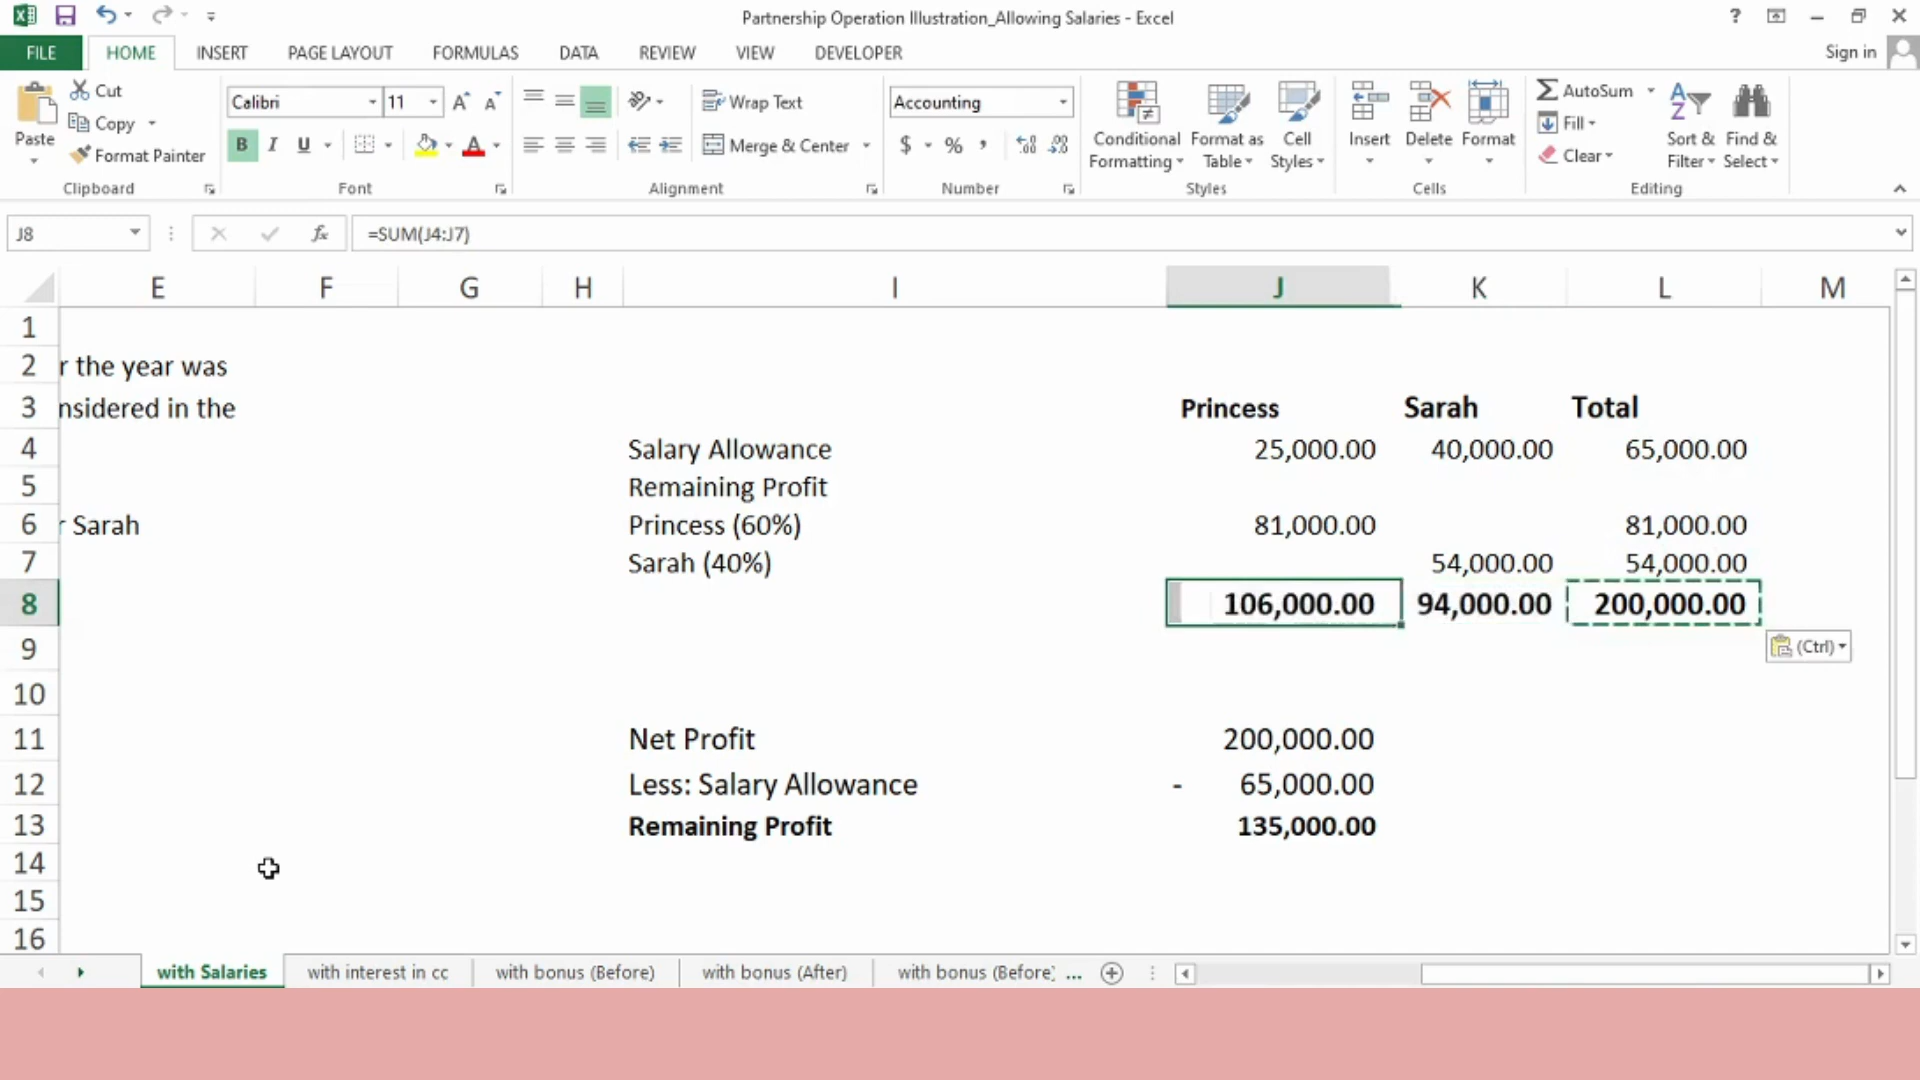 Partnership Operation Illustration_Allowing Salaries - Excel
?
FILE HOME INSERT PAGE LAYOUT FORMULAS DATA REVIEW VIEW DEVELOPER Sign in
Paste
Cut
Copy
Format Painter
Clipboard
Calibri 11 A A
B I U A
Font
Wrap Text
Merge & Center
Alignment
Accounting
$ % ,
Number
Conditional Formatting
Format as Table
Cell Styles
Styles
Insert Delete Format
Cells
AutoSum
Fill
Clear
Sort & Filter
Find & Select
Editing
J8 fx =SUM(J4:J7)
E F G H I J K L M
1
2 r the year was
3 nsidered in the Princess Sarah Total
4 Salary Allowance 25,000.00 40,000.00 65,000.00
5 Remaining Profit
6 r Sarah Princess (60%) 81,000.00 81,000.00
7 Sarah (40%) 54,000.00 54,000.00
8 106,000.00 94,000.00 200,000.00
9 (Ctrl)
10
11 Net Profit 200,000.00
12 Less: Salary Allowance - 65,000.00
13 Remaining Profit 135,000.00
14
15
16
with Salaries with interest in cc with bonus (Before) with bonus (After) with bonus (Before) ...